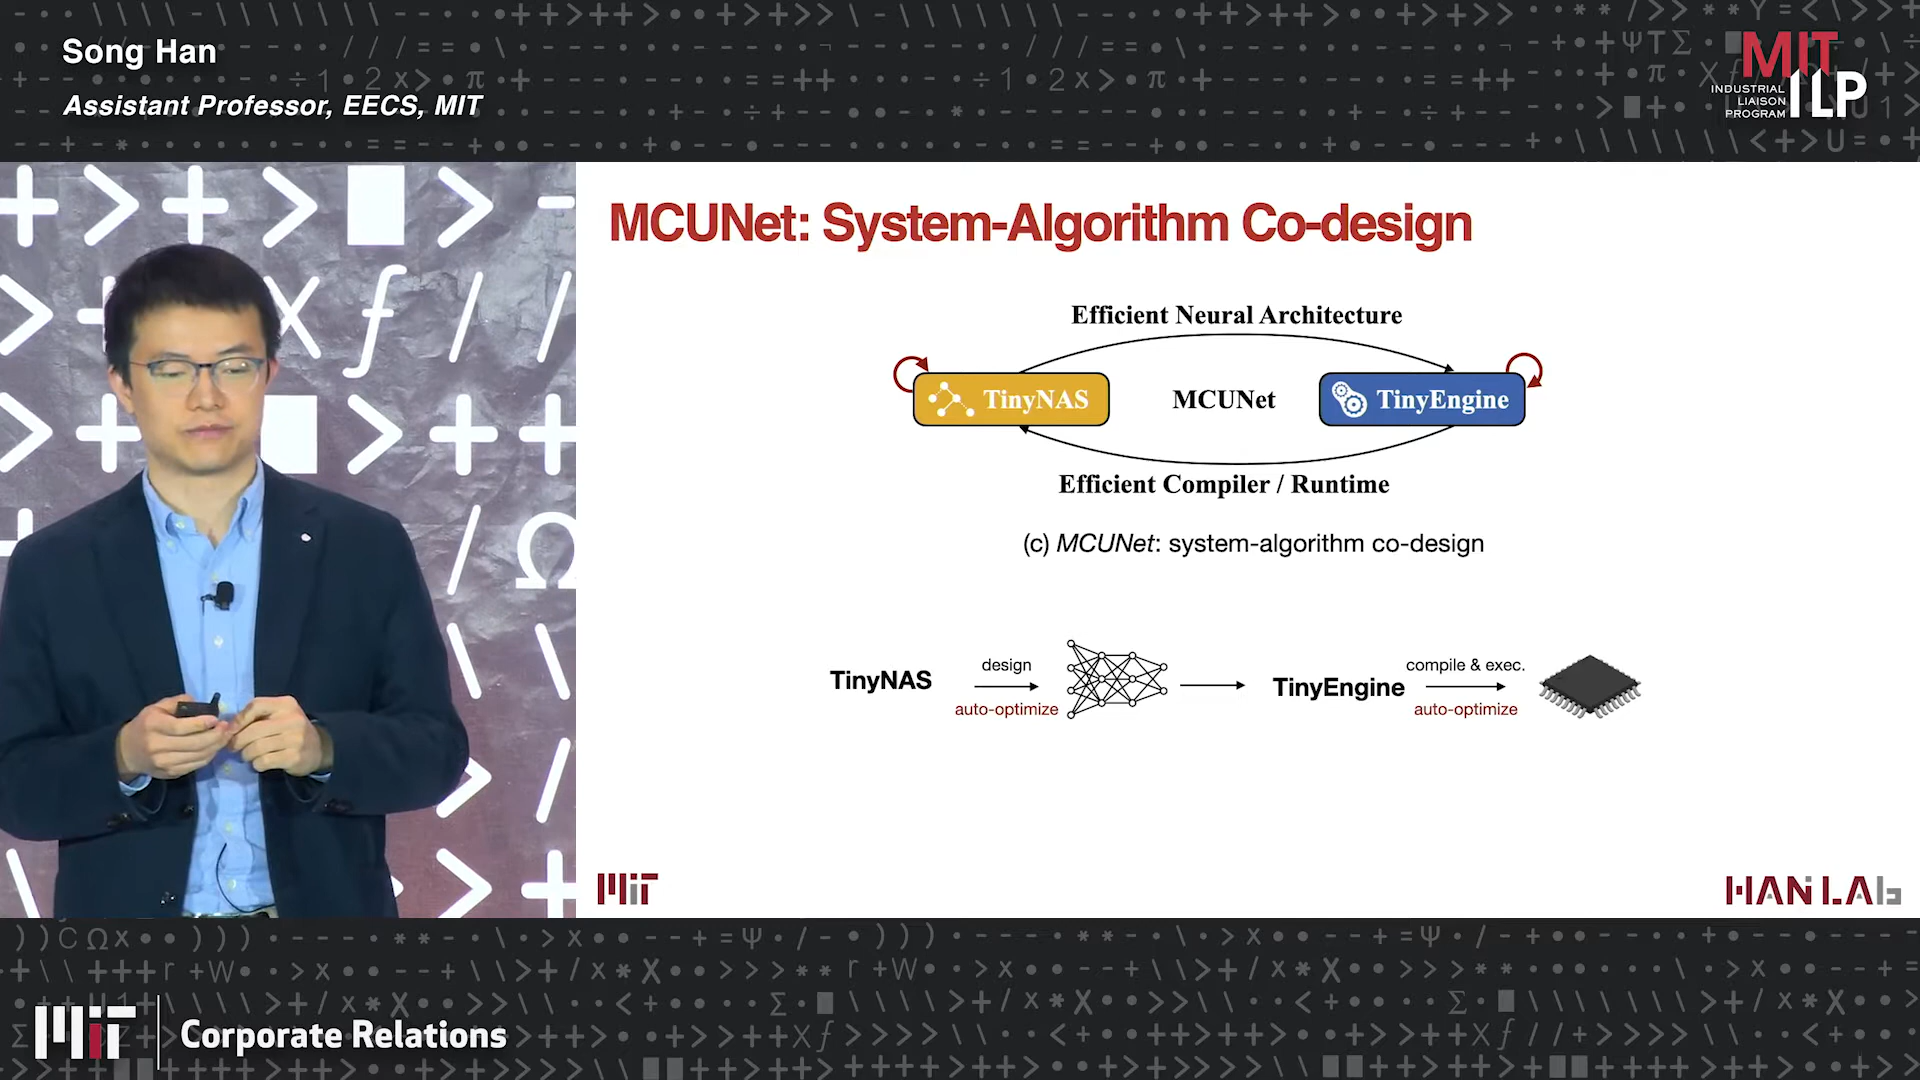 Song Han
Assistant Professor, EECS, MIT
MIT
INDUSTRIAL
LIAISON
PROGRAM
ILP
MCUNet: System-Algorithm Co-design
Efficient Neural Architecture
TinyNAS
MCUNet
TinyEngine
Efficient Compiler / Runtime
(c) MCUNet: system-algorithm co-design
TinyNAS
design
auto-optimize
TinyEngine
compile & exec.
auto-optimize
MIT
HAN LAb
MIT
Corporate Relations